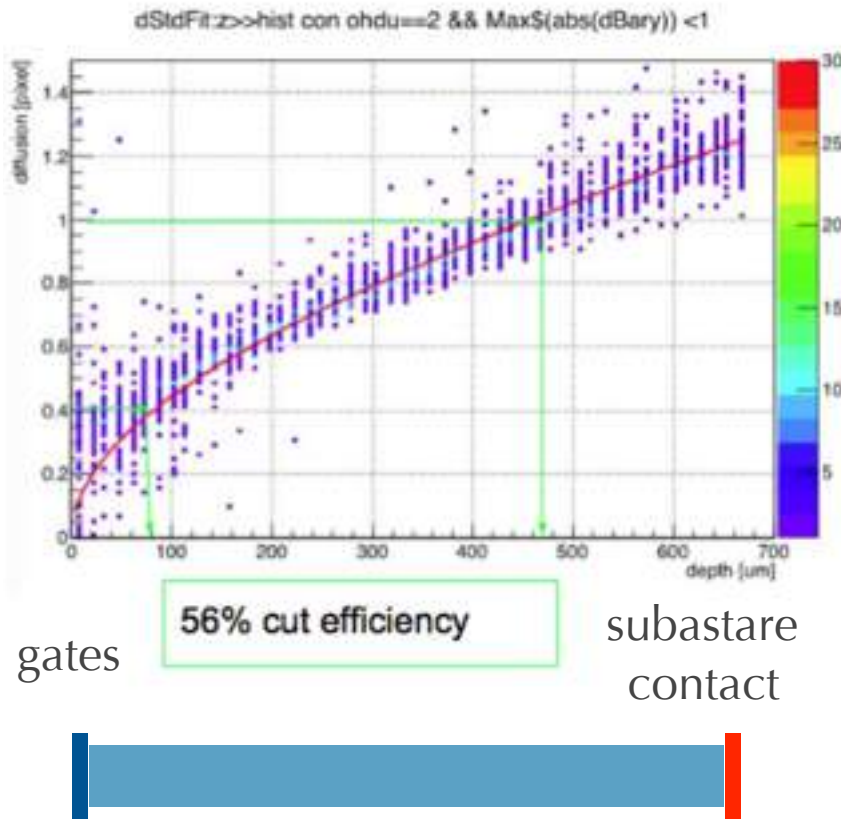 dStdFit:z>>hist con ohdu==2 && Max$(abs(dBary)) <1
diffusion [pixel]
1.4
1.2
1
0.8
0.6
0.4
0.2
0
0 100 200 300 400 500 600 700
depth [um]
30
25
20
15
10
5
56% cut efficiency
gates
subastare
contact